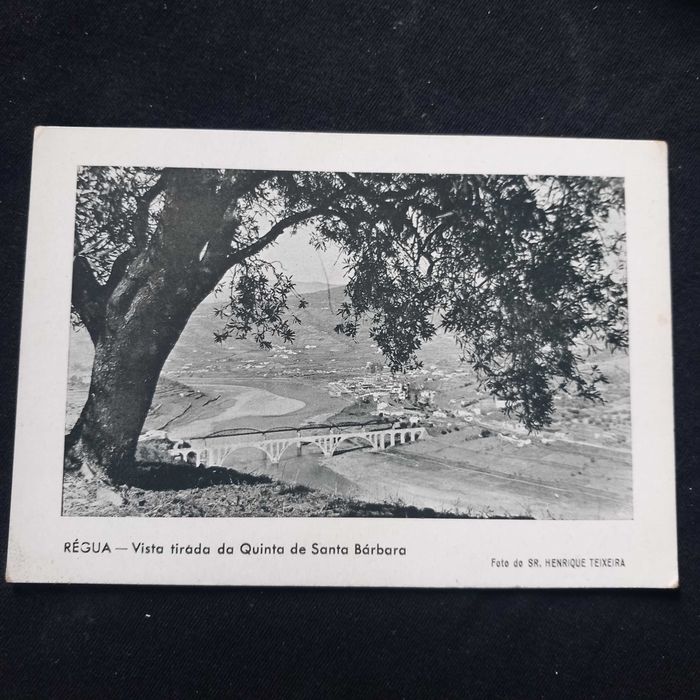 RÉGUA — Vista tirada da Quinta de Santa Bárbara
Foto do SR. HENRIQUE TEIXEIRA